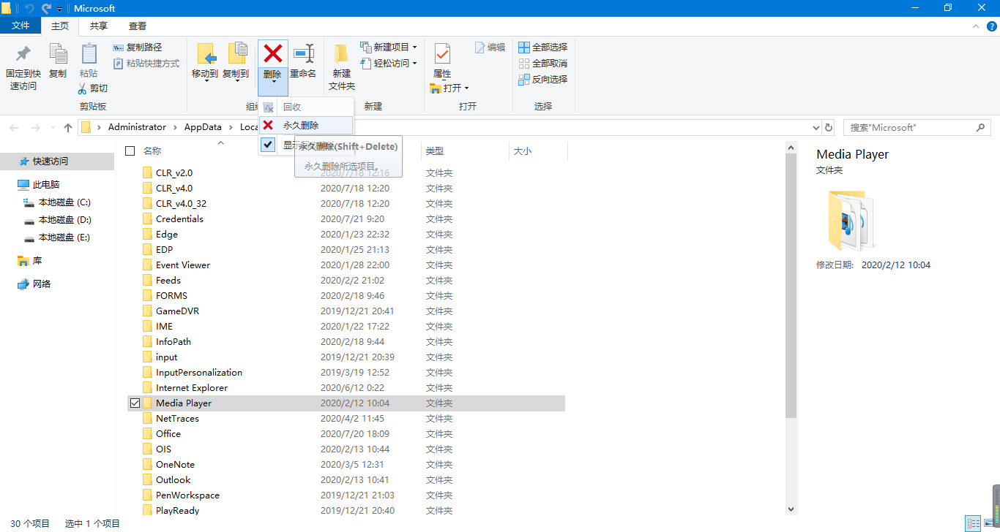 Microsoft
文件 主页 共享 查看
固定到快速访问
复制
粘贴
复制路径
粘贴快捷方式
剪切
剪贴板
移动到
复制到
删除
重命名
新建文件夹
新建项目
轻松访问
新建
属性
打开
编辑
打开
全部选择
全部取消
反向选择
选择
回收
永久删除
永久删除(Shift+Delete)
永久删除所选项目。
Administrator > AppData >
搜索"Microsoft"
快速访问
此电脑
本地磁盘 (C:)
本地磁盘 (D:)
本地磁盘 (E:)
库
网络
名称 类型 大小
CLR_v2.0 2020/7/18 12:16 文件夹
CLR_v4.0 2020/7/18 12:20 文件夹
CLR_v4.0_32 2020/7/18 12:20 文件夹
Credentials 2020/7/21 9:20 文件夹
Edge 2020/1/23 22:32 文件夹
EDP 2020/1/25 21:13 文件夹
Event Viewer 2020/1/28 22:00 文件夹
Feeds 2020/2/2 21:02 文件夹
FORMS 2020/2/18 9:46 文件夹
GameDVR 2019/12/21 20:41 文件夹
IME 2020/1/22 17:22 文件夹
InfoPath 2020/2/18 9:44 文件夹
input 2019/12/21 20:39 文件夹
InputPersonalization 2019/3/19 12:52 文件夹
Internet Explorer 2020/6/12 0:22 文件夹
Media Player 2020/2/12 10:04 文件夹
NetTraces 2020/4/2 11:45 文件夹
Office 2020/7/20 18:09 文件夹
OIS 2020/2/13 10:44 文件夹
OneNote 2020/3/5 12:31 文件夹
Outlook 2020/2/13 10:41 文件夹
PenWorkspace 2019/12/21 21:03 文件夹
PlayReady 2019/12/21 20:40 文件夹
Media Player
文件夹
修改日期: 2020/2/12 10:04
30 个项目 选中 1 个项目